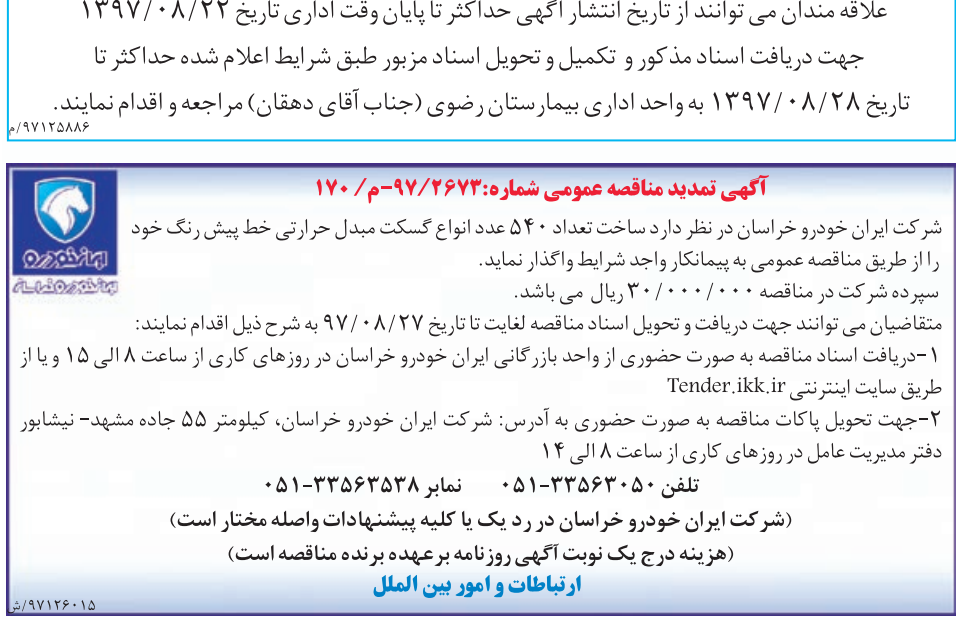 علاقه مندان می توانند از تاریخ انتشار آگهی حداکثر تا پایان وقت اداری تاریخ ۱۳۹۷/۰۸/۲۲
جهت دریافت اسناد مذکور و تکمیل و تحویل اسناد مزبور طبق شرایط اعلام شده حداکثر تا
تاریخ ۱۳۹۷/۰۸/۲۸ به واحد اداری بیمارستان رضوی (جناب آقای دهقان) مراجعه و اقدام نمایند.
۹۷۱۲۵۸۸۶/م
آگهی تمدید مناقصه عمومی شماره:۹۷/۲۶۷۳-م/ ۱۷۰
ایران خودرو
ایران خودرو خراسان
شرکت ایران خودرو خراسان در نظر دارد ساخت تعداد ۵۴۰ عدد انواع گسکت مبدل حرارتی خط پیش رنگ خود
را از طریق مناقصه عمومی به پیمانکار واجد شرایط واگذار نماید.
سپرده شرکت در مناقصه ۳۰/۰۰۰/۰۰۰ ریال می باشد.
متقاضیان می توانند جهت دریافت و تحویل اسناد مناقصه لغایت تا تاریخ ۹۷/۰۸/۲۷ به شرح ذیل اقدام نمایند:
۱-دریافت اسناد مناقصه به صورت حضوری از واحد بازرگانی ایران خودرو خراسان در روزهای کاری از ساعت ۸ الی ۱۵ و یا از
طریق سایت اینترنتی Tender.ikk.ir
۲-جهت تحویل پاکات مناقصه به صورت حضوری به آدرس: شرکت ایران خودرو خراسان، کیلومتر ۵۵ جاده مشهد- نیشابور
دفتر مدیریت عامل در روزهای کاری از ساعت ۸ الی ۱۴
تلفن ۳۳۵۶۳۰۵۰-۰۵۱ نمابر ۳۳۵۶۳۵۳۸-۰۵۱
(شرکت ایران خودرو خراسان در رد یک یا کلیه پیشنهادات واصله مختار است)
(هزینه درج یک نوبت آگهی روزنامه برعهده برنده مناقصه است)
ارتباطات و امور بین الملل
۹۷۱۲۶۰۱۵/ش